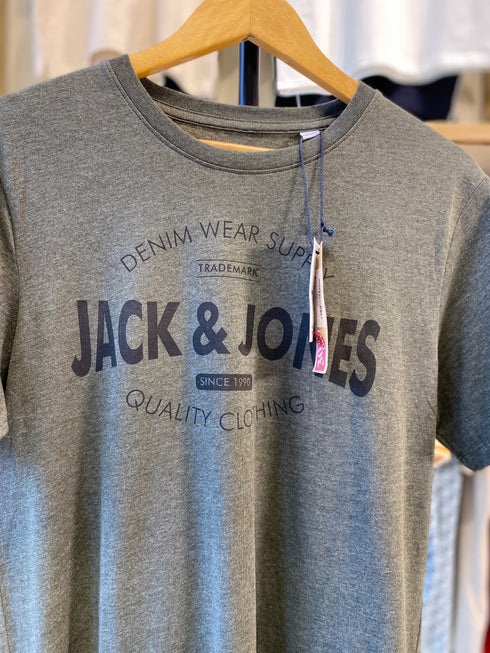 DENIM WEAR SUPPLY
TRADEMARK
JACK & JONES
SINCE 1990
QUALITY CLOTHING